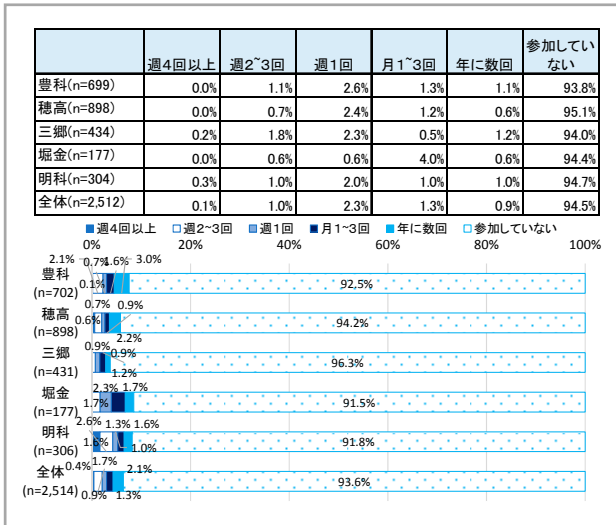 週4回以上 週2~3回 週1回 月1~3回 年に数回 参加していない
豊科(n=699) 0.0% 1.1% 2.6% 1.3% 1.1% 93.8%
穂高(n=898) 0.0% 0.7% 2.4% 1.2% 0.6% 95.1%
三郷(n=434) 0.2% 1.8% 2.3% 0.5% 1.2% 94.0%
堀金(n=177) 0.0% 0.6% 0.6% 4.0% 0.6% 94.4%
明科(n=304) 0.3% 1.0% 2.0% 1.0% 1.0% 94.7%
全体(n=2,512) 0.1% 1.0% 2.3% 1.3% 0.9% 94.5%
週4回以上 週2~3回 週1回 月1~3回 年に数回 参加していない
0% 20% 40% 60% 80% 100%
2.1% 0.7% 1.6% 3.0%
豊科 0.1% 92.5%
(n=702)
0.7% 0.9%
穂高 0.6% 94.2%
(n=898) 2.2%
0.9% 0.9%
三郷 96.3%
(n=431) 1.2%
2.3% 1.7%
堀金 1.7% 91.5%
(n=177)
2.6% 1.3% 1.6%
明科 1.6% 1.0% 91.8%
(n=306)
0.4% 1.7% 2.1%
全体 93.6%
(n=2,514) 0.9% 1.3%